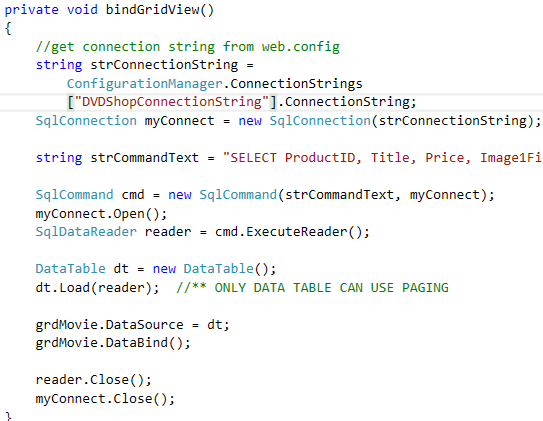 private void bindGridView()
{
//get connection string from web.config
string strConnectionString =
ConfigurationManager.ConnectionStrings
["DVDShopConnectionString"].ConnectionString;
SqlConnection myConnect = new SqlConnection(strConnectionString);
string strCommandText = "SELECT ProductID, Title, Price, Image1Fi
SqlCommand cmd = new SqlCommand(strCommandText, myConnect);
myConnect.Open();
SqlDataReader reader = cmd.ExecuteReader();
DataTable dt = new DataTable();
dt.Load(reader);  //** ONLY DATA TABLE CAN USE PAGING
grdMovie.DataSource = dt;
grdMovie.DataBind();
reader.Close();
myConnect.Close();
}